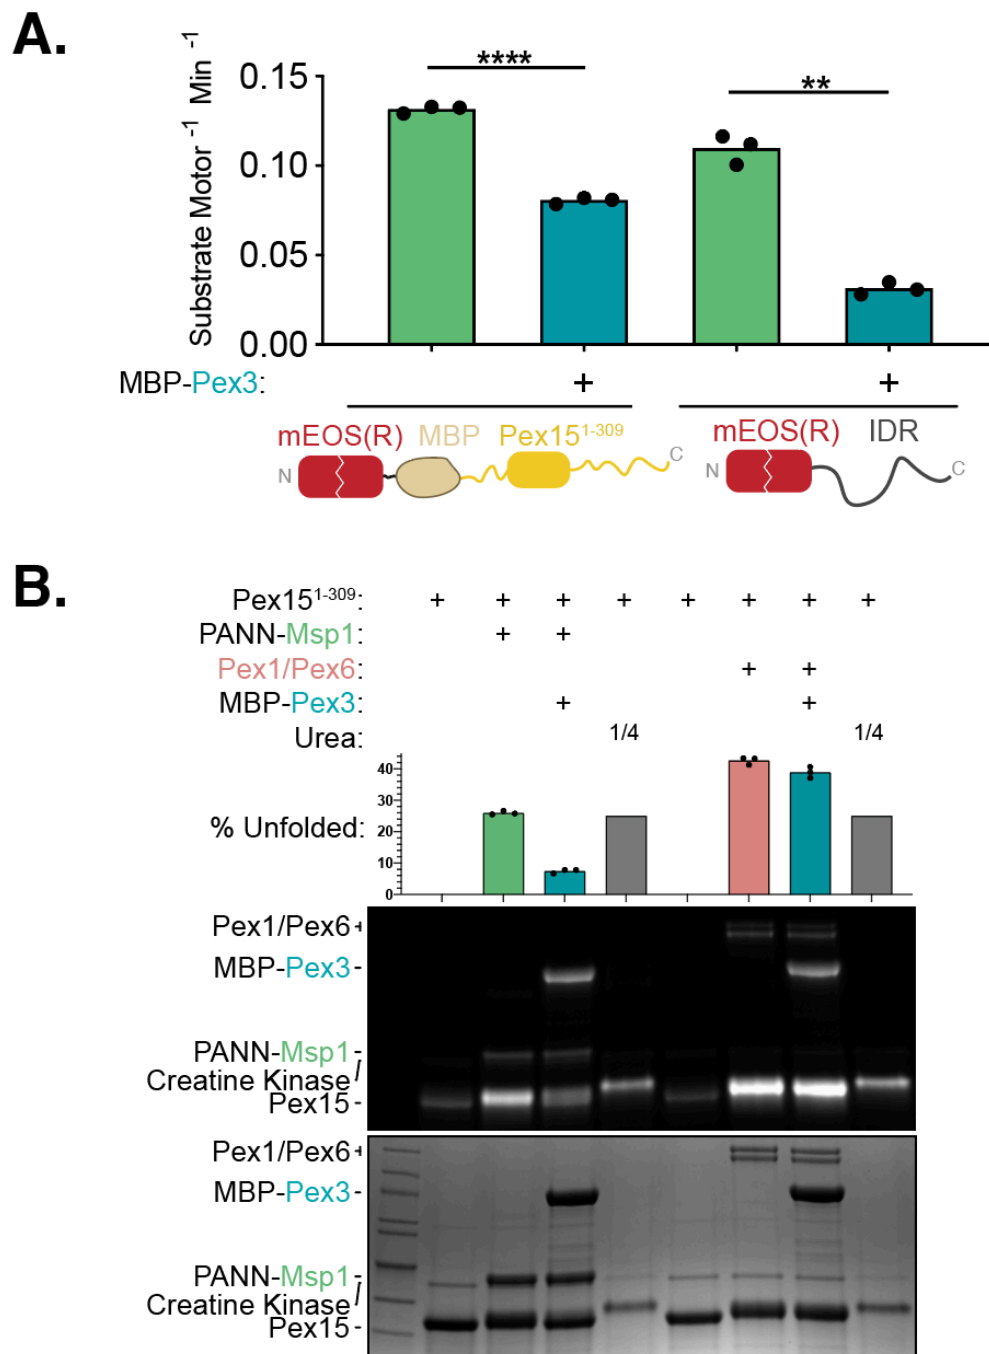 A.
Substrate Motor -1 Min -1
****
**
0.15
0.10
0.05
0.00
MBP-Pex3: + +
mEOS(R) MBP Pex15 1-309 mEOS(R) IDR
N C N C
B.
Pex15 1-309: + + + + + + + +
PANN-Msp1: + +
Pex1/Pex6: + +
MBP-Pex3: + +
Urea: 1/4 1/4
% Unfolded:
40
30
20
10
0
Pex1/Pex6
MBP-Pex3 -
PANN-Msp1 -
Creatine Kinase /
Pex15 -
Pex1/Pex6
MBP-Pex3 -
PANN-Msp1 -
Creatine Kinase /
Pex15 -